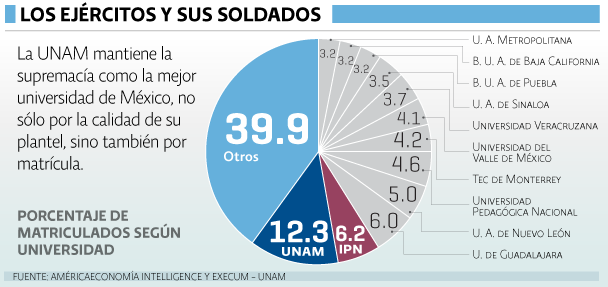 LOS EJÉRCITOS Y SUS SOLDADOS
La UNAM mantiene la
supremacía como la mejor
universidad de México, no
sólo por la calidad de su
plantel, sino también por
matrícula.
PORCENTAJE DE
MATRICULADOS SEGÚN
UNIVERSIDAD
39.9
Otros
12.3
UNAM
6.2
IPN
3.2
3.2
3.2
3.5
3.7
4.1
4.2
4.6
5.0
6.0
U. A. METROPOLITANA
B. U. A. DE BAJA CALIFORNIA
B. U. A. DE PUEBLA
U. A. DE SINALOA
UNIVERSIDAD VERACRUZANA
UNIVERSIDAD DEL
VALLE DE MÉXICO
TEC DE MONTERREY
UNIVERSIDAD
PEDAGÓGICA NACIONAL
U. A. DE NUEVO LEÓN
U. DE GUADALAJARA
FUENTE: AMÉRICAECONOMÍA INTELLIGENCE Y EXECUM – UNAM